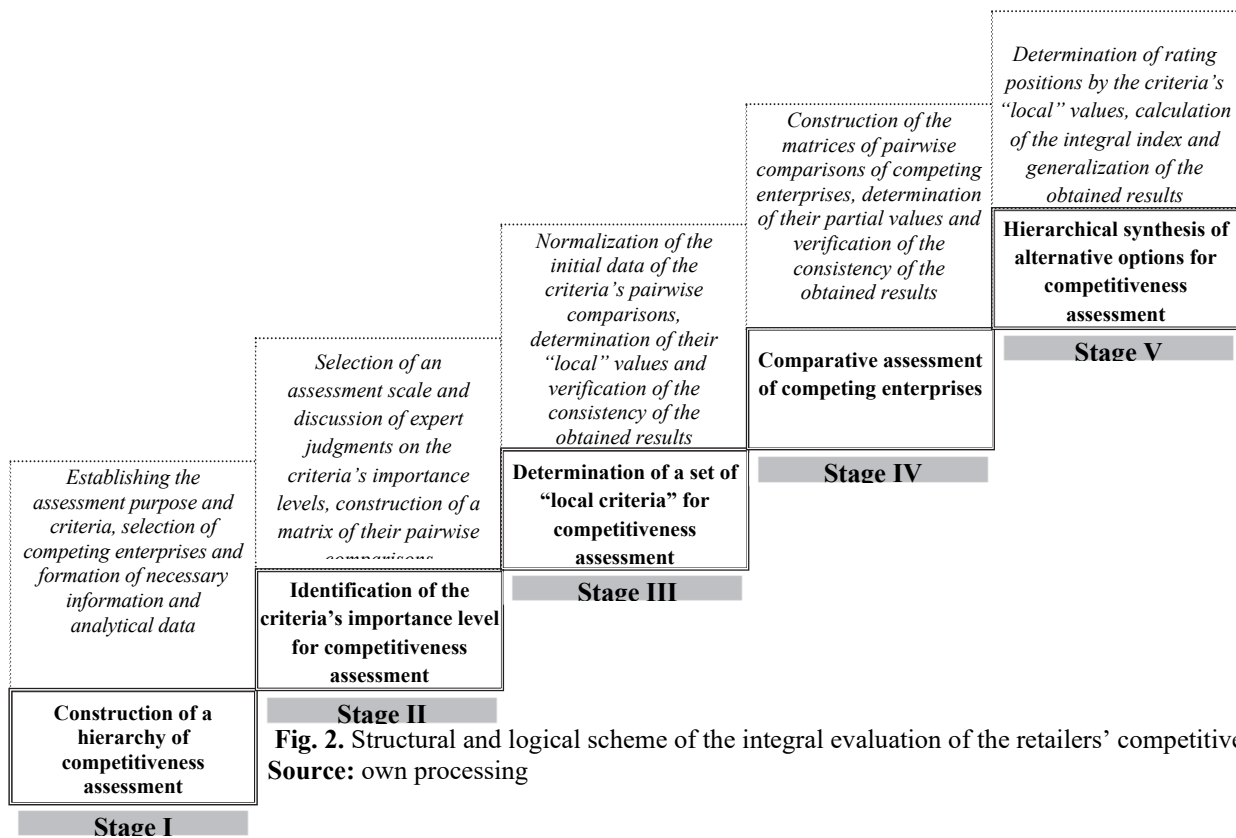 Establishing the
assessment purpose and
criteria, selection of
competing enterprises and
formation of necessary
information and
analytical data
Construction of a
hierarchy of
competitiveness
assessment
Stage I
Selection of an
assessment scale and
discussion of expert
judgments on the
criteria’s importance
levels, construction of a
matrix of their pairwise
comparisons
Identification of the
criteria’s importance level
for competitiveness
assessment
Stage II
Normalization of the
initial data of the
criteria’s pairwise
comparisons,
determination of their
“local” values and
verification of the
consistency of the
obtained results
Determination of a set of
“local criteria” for
competitiveness
assessment
Stage III
Construction of the
matrices of pairwise
comparisons of competing
enterprises, determination
of their partial values and
verification of the
consistency of the
obtained results
Comparative assessment
of competing enterprises
Stage IV
Determination of rating
positions by the criteria’s
“local” values, calculation
of the integral index and
generalization of the
obtained results
Hierarchical synthesis of
alternative options for
competitiveness
assessment
Stage V
Fig. 2. Structural and logical scheme of the integral evaluation of the retailers’ competitive
Source: own processing